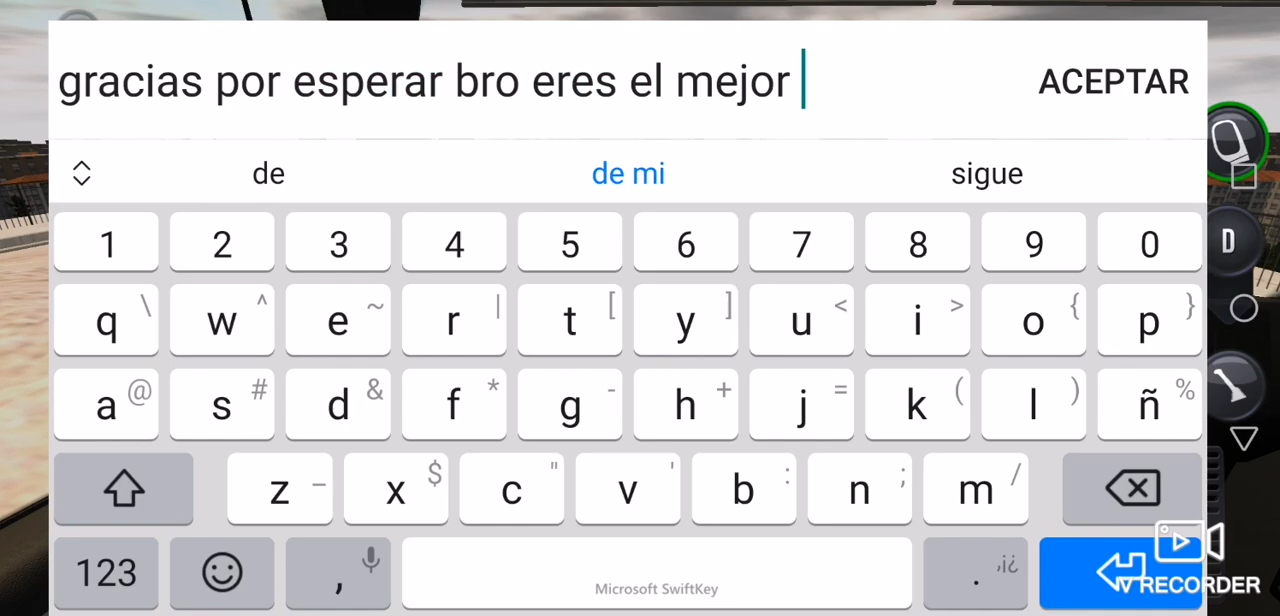 gracias por esperar bro eres el mejor
ACEPTAR
de de mi sigue
1 2 3 4 5 6 7 8 9 0
q \ w ^ e ~ r | t [ y ] u < i > o { p }
a @ s # d & f * g - h + j = k ( l ) ñ %
z _ x $ c " v ' b : n ; m /
123 , Microsoft SwiftKey . ,¡¿
D
V RECORDER